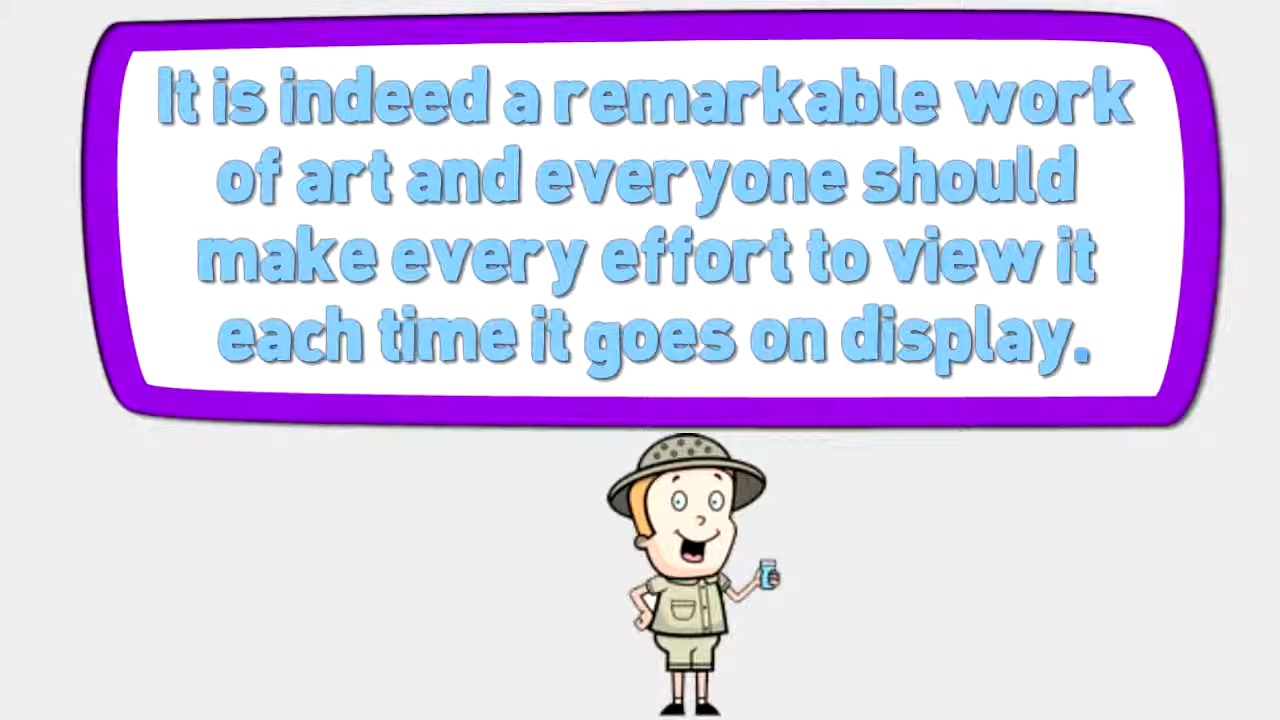 It is indeed a remarkable work
of art and everyone should
make every effort to view it
each time it goes on display.